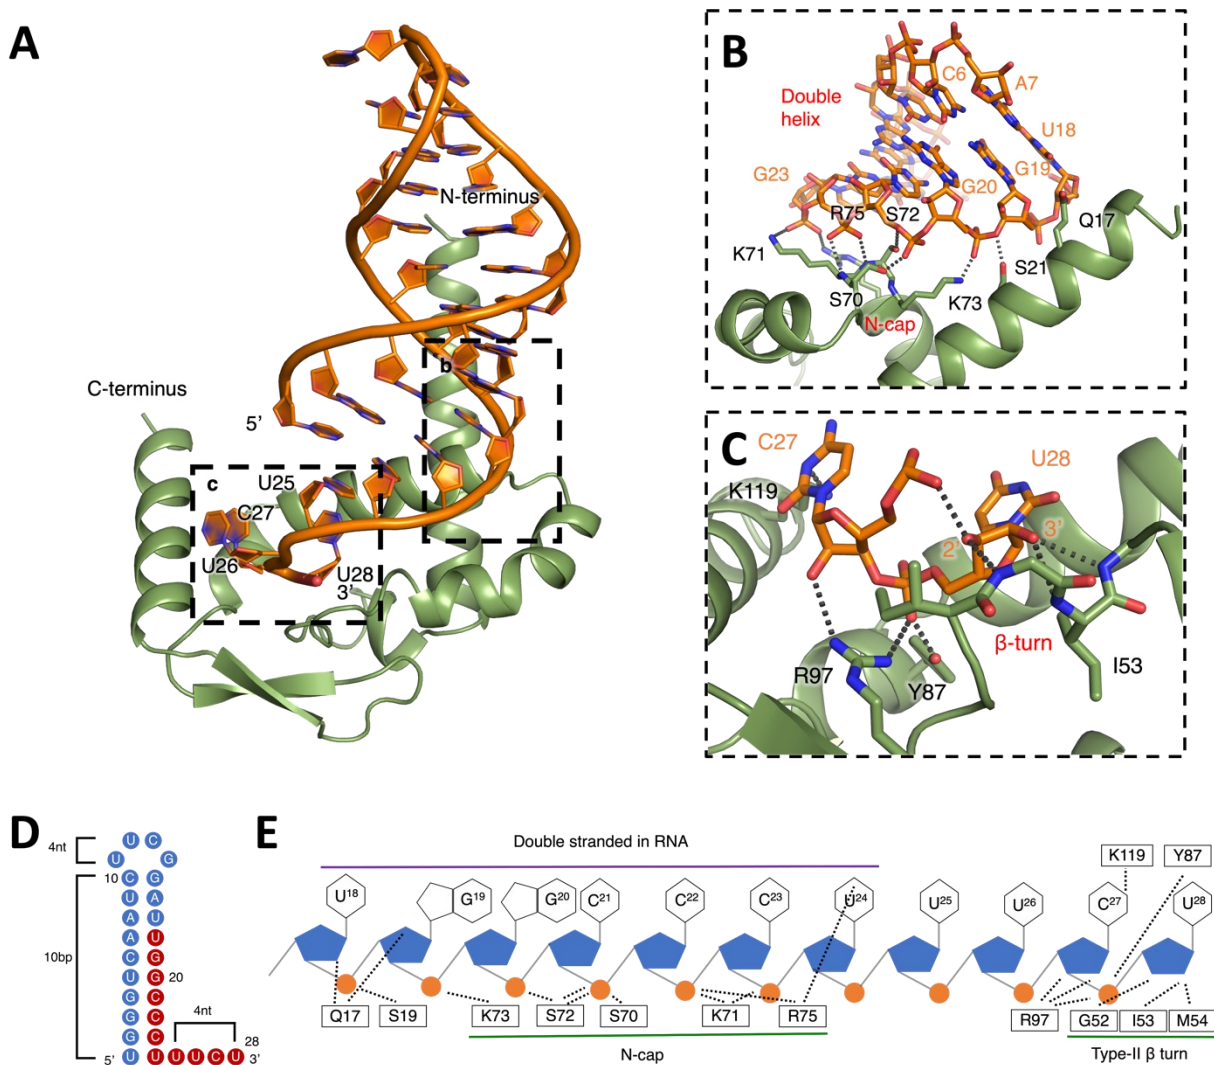 A
N-terminus
b
C-terminus
5’
c
U25
C27
U26
U28
3’
B
C6
A7
Double
helix
U18
G23
G19
G20
R75
S72
Q17
K71
S21
S70
K73
N-cap
C
C27
U28
K119
2’
3’
β-turn
I53
R97
Y87
D
4nt
U C
U G
10 C G
U A
A U
A U
A G
C G
U G 20
G C
G C
G C
4nt
28
5’ U U U U C U 3’
10bp
E
Double stranded in RNA
K119 Y87
U18 G19 G20 C21 C22 C23 U24 U25 U26 C27 U28
Q17 S19 K73 S72 S70 K71 R75 R97 G52 I53 M54
N-cap
Type-II β turn